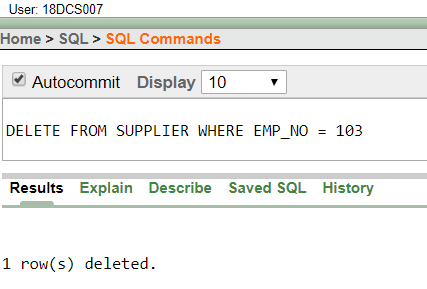 User: 18DCS007
Home > SQL > SQL Commands
Autocommit Display 10
DELETE FROM SUPPLIER WHERE EMP_NO = 103
Results Explain Describe Saved SQL History
1 row(s) deleted.